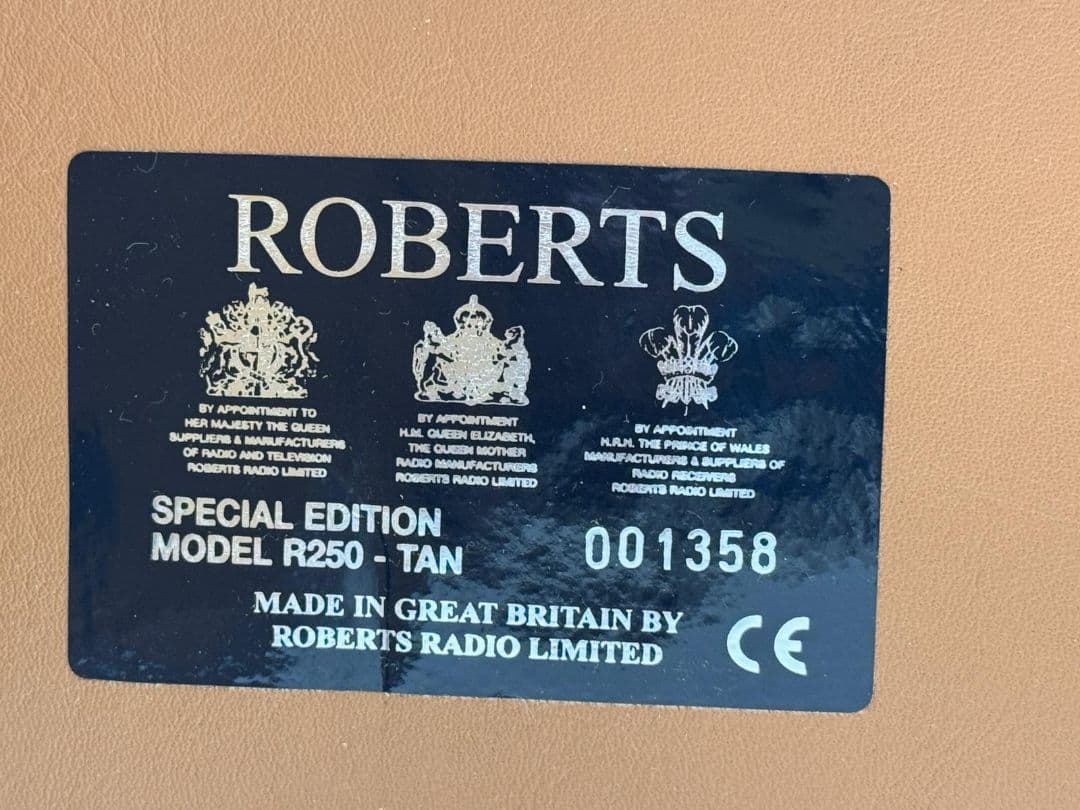 ROBERTS
BY APPOINTMENT TO
HER MAJESTY THE QUEEN
SUPPLIERS & MANUFACTURERS
OF RADIO AND TELEVISION
ROBERTS RADIO LIMITED
BY APPOINTMENT
H.M. QUEEN ELIZABETH,
THE QUEEN MOTHER
RADIO MANUFACTURERS
ROBERTS RADIO LIMITED
BY APPOINTMENT
H.R.H. THE PRINCE OF WALES
MANUFACTURERS & SUPPLIERS OF
RADIO RECEIVERS
ROBERTS RADIO LIMITED
SPECIAL EDITION
MODEL R250 - TAN
001358
MADE IN GREAT BRITAIN BY
ROBERTS RADIO LIMITED
CE